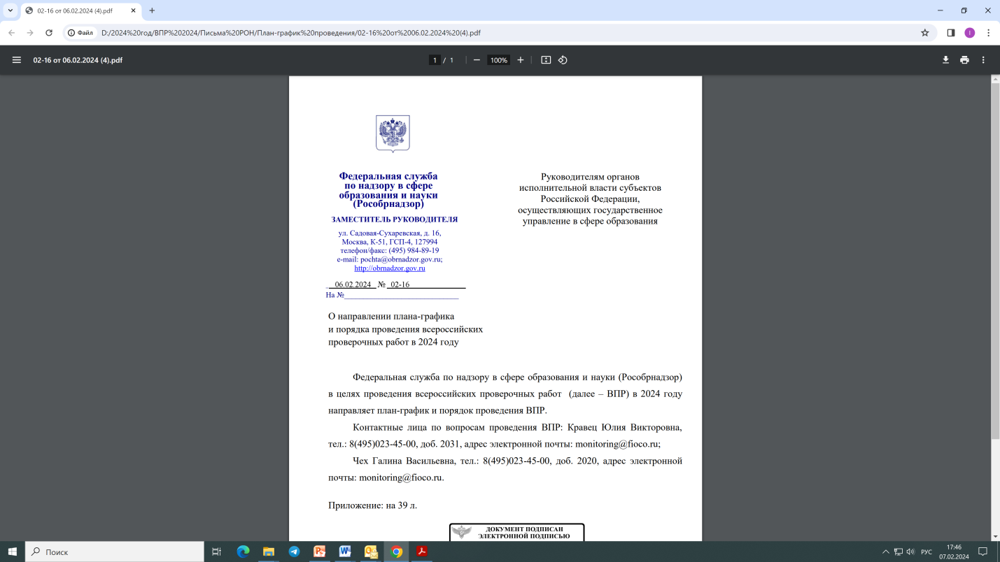 02-16 от 06.02.2024 (4).pdf
Файл
D:/2024%20год/ВПР%202024/Письма%20РОН/План-график%20проведения/02-16%20от%2006.02.2024%20(4).pdf
I
02-16 от 06.02.2024 (4).pdf
1 / 1
100%
Федеральная служба
по надзору в сфере
образования и науки
(Рособрнадзор)
ЗАМЕСТИТЕЛЬ РУКОВОДИТЕЛЯ
ул. Садовая-Сухаревская, д. 16,
Москва, К-51, ГСП-4, 127994
телефон/факс: (495) 984-89-19
e-mail: pochta@obrnadzor.gov.ru;
http://obrnadzor.gov.ru
06.02.2024 № 02-16
На №
Руководителям органов
исполнительной власти субъектов
Российской Федерации,
осуществляющих государственное
управление в сфере образования
О направлении плана-графика
и порядка проведения всероссийских
проверочных работ в 2024 году
Федеральная служба по надзору в сфере образования и науки (Рособрнадзор)
в целях проведения всероссийских проверочных работ (далее – ВПР) в 2024 году
направляет план-график и порядок проведения ВПР.
Контактные лица по вопросам проведения ВПР: Кравец Юлия Викторовна,
тел.: 8(495)023-45-00, доб. 2031, адрес электронной почты: monitoring@fioco.ru;
Чех Галина Васильевна, тел.: 8(495)023-45-00, доб. 2020, адрес электронной
почты: monitoring@fioco.ru.
Приложение: на 39 л.
ДОКУМЕНТ ПОДПИСАН
ЭЛЕКТРОННОЙ ПОДПИСЬЮ
Поиск
РУС
17:46
07.02.2024